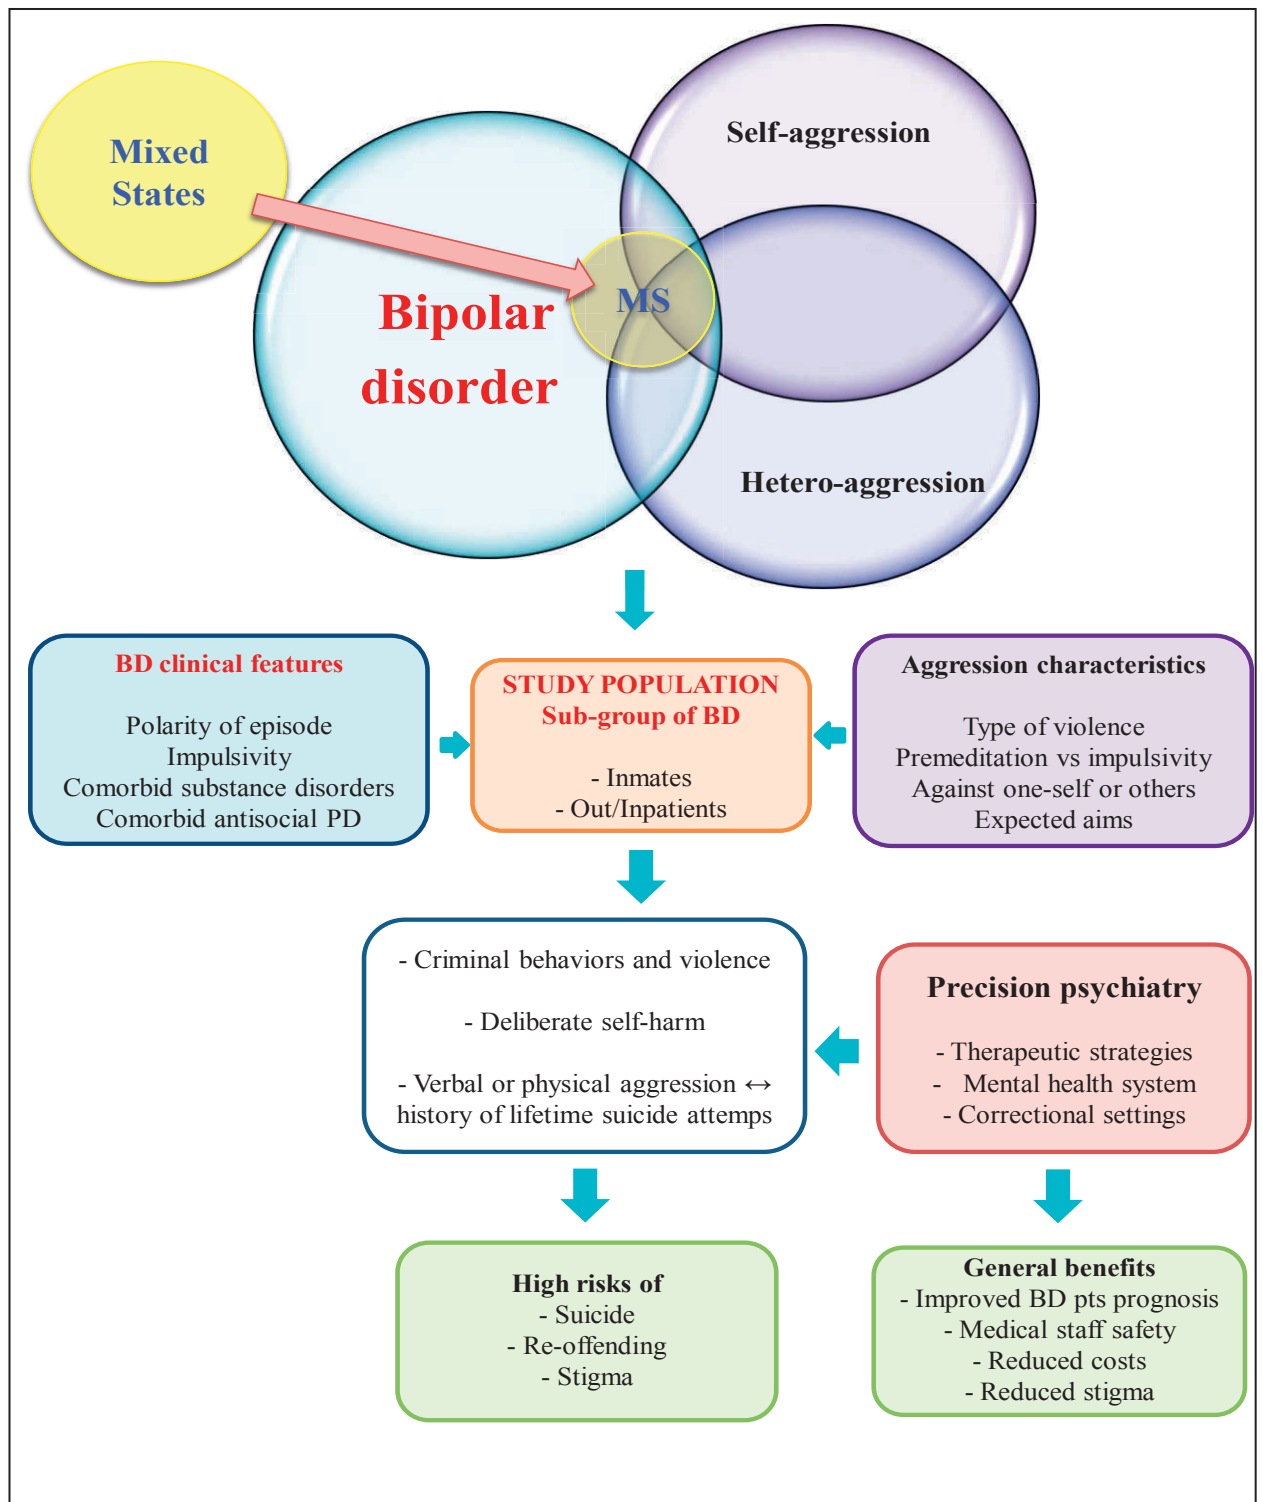 Mixed
States
Self-aggression
MS
Bipolar
disorder
Hetero-aggression
BD clinical features
Polarity of episode
Impulsivity
Comorbid substance disorders
Comorbid antisocial PD
STUDY POPULATION
Sub-group of BD
- Inmates
- Out/Inpatients
Aggression characteristics
Type of violence
Premeditation vs impulsivity
Against one-self or others
Expected aims
- Criminal behaviors and violence
- Deliberate self-harm
- Verbal or physical aggression ↔
history of lifetime suicide attemps
Precision psychiatry
- Therapeutic strategies
- Mental health system
- Correctional settings
High risks of
- Suicide
- Re-offending
- Stigma
General benefits
- Improved BD pts prognosis
- Medical staff safety
- Reduced costs
- Reduced stigma